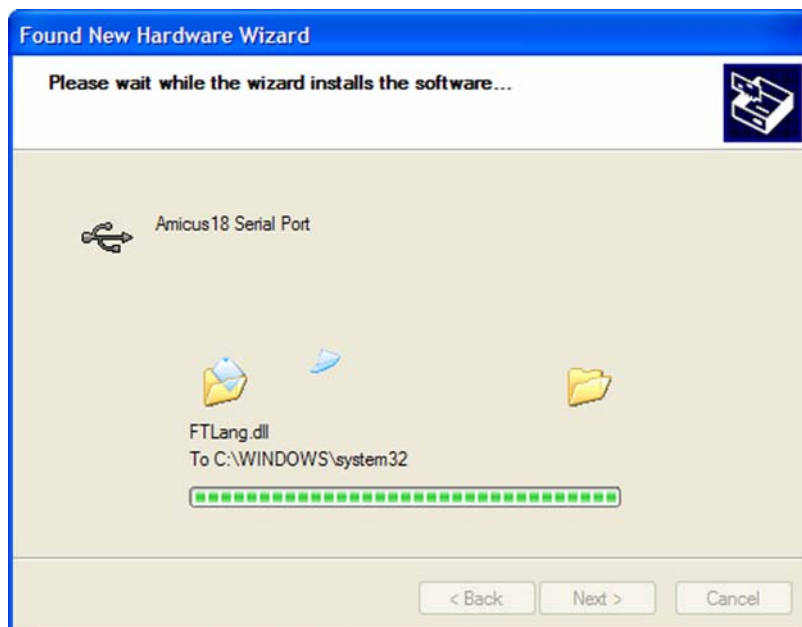 Found New Hardware Wizard
Please wait while the wizard installs the software...
Amicus18 Serial Port
FTLang.dll
To C:\WINDOWS\system32
< Back Next > Cancel